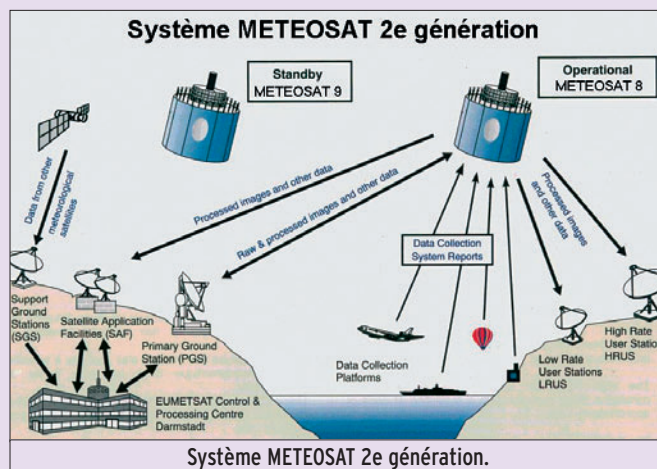 Système METEOSAT 2e génération
Standby
METEOSAT 9
Operational
METEOSAT 8
Data from other
meteorological
satellites
Processed images and other data
Raw & processed images and other data
Processed images
and other data
Data Collection
System Reports
Support
Ground
Stations (SGS)
Satellite Application
Facilities (SAF)
Primary Ground
Station (PGS)
EUMETSAT Control &
Processing Centre
Darmstadt
Data Collection
Platforms
Low Rate
User Stations
LRUS
High Rate
User Station
HRUS
Système METEOSAT 2e génération.